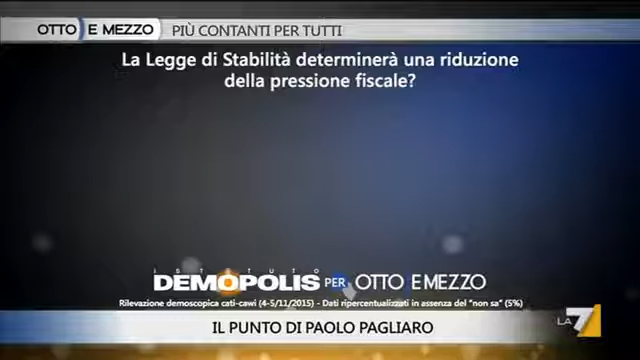 OTTO E MEZZO PIÙ CONTANTI PER TUTTI
La Legge di Stabilità determinerà una riduzione
della pressione fiscale?
ISTITUTO
DEMOPOLIS PER OTTO E MEZZO
Rilevazione demoscopica cati-cawi (4-5/11/2015) - Dati ripercentualizzati in assenza del "non sa" (5%)
IL PUNTO DI PAOLO PAGLIARO
LA7